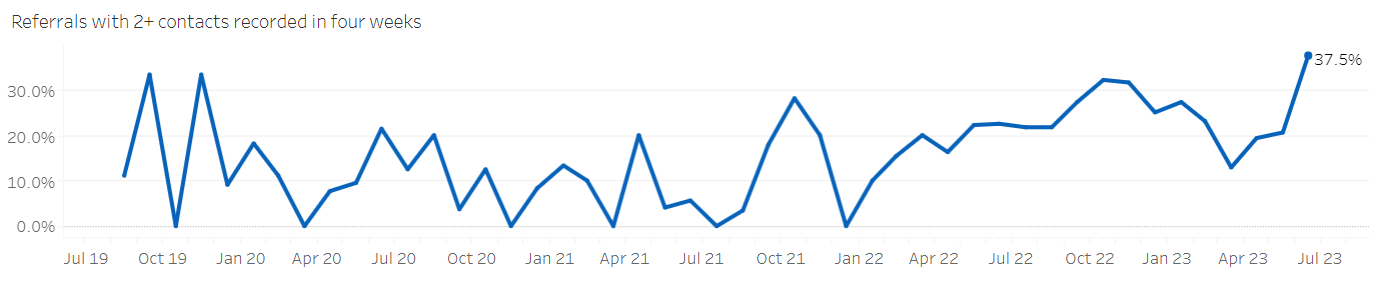 Referrals with 2+ contacts recorded in four weeks
37.5%
30.0%
20.0%
10.0%
0.0%
Jul 19 Oct 19 Jan 20 Apr 20 Jul 20 Oct 20 Jan 21 Apr 21 Jul 21 Oct 21 Jan 22 Apr 22 Jul 22 Oct 22 Jan 23 Apr 23 Jul 23